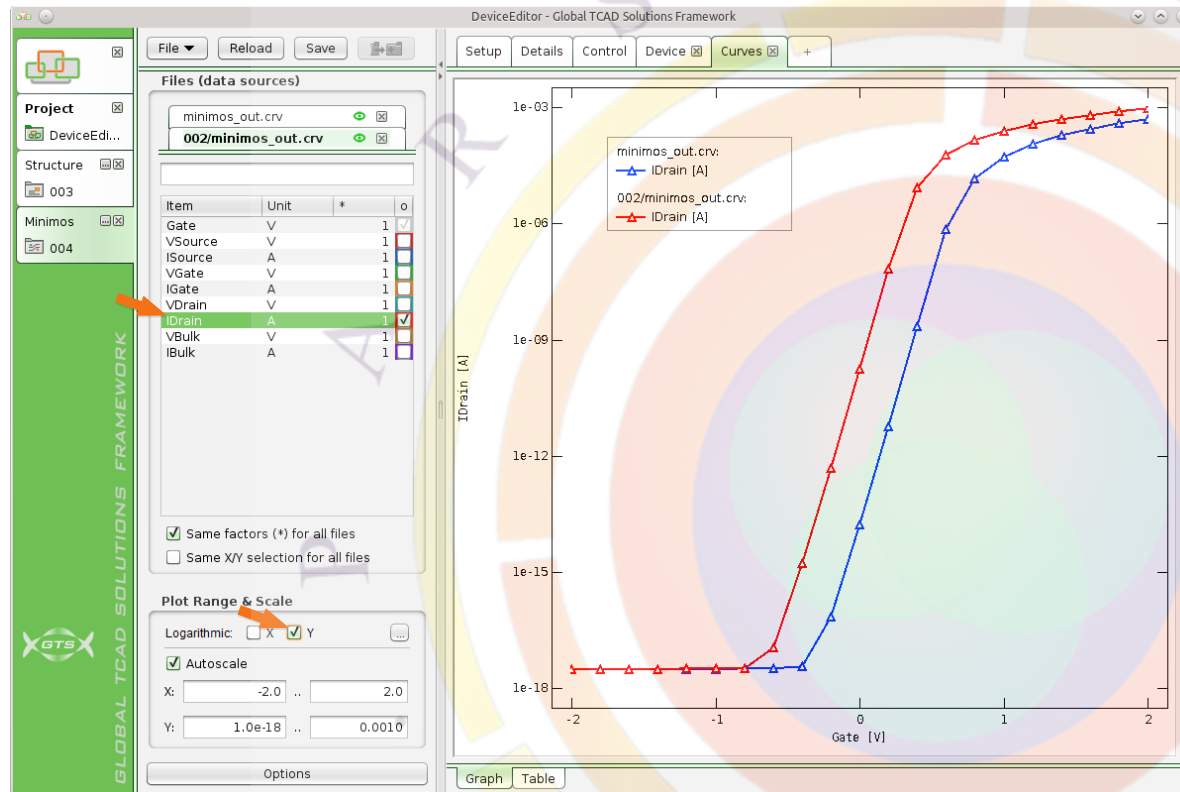 DeviceEditor - Global TCAD Solutions Framework
File Reload Save
Setup Details Control Device Curves +
Project
DeviceEdi...
Structure
003
Minimos
004
GLOBAL TCAD SOLUTIONS FRAMEWORK
GTS
Files (data sources)
minimos_out.crv
002/minimos_out.crv
Item Unit * o
Gate V 1
VSource V 1
ISource A 1
VGate V 1
IGate A 1
VDrain V 1
IDrain A 1
VBulk V 1
IBulk A 1
Same factors (*) for all files
Same X/Y selection for all files
Plot Range & Scale
Logarithmic: X Y ...
Autoscale
X: -2.0 .. 2.0
Y: 1.0e-18 .. 0.0010
Options
1e-03
1e-06
1e-09
1e-12
1e-15
1e-18
IDrain [A]
minimos_out.crv:
IDrain [A]
002/minimos_out.crv:
IDrain [A]
-2 -1 0 1 2
Gate [V]
Graph Table